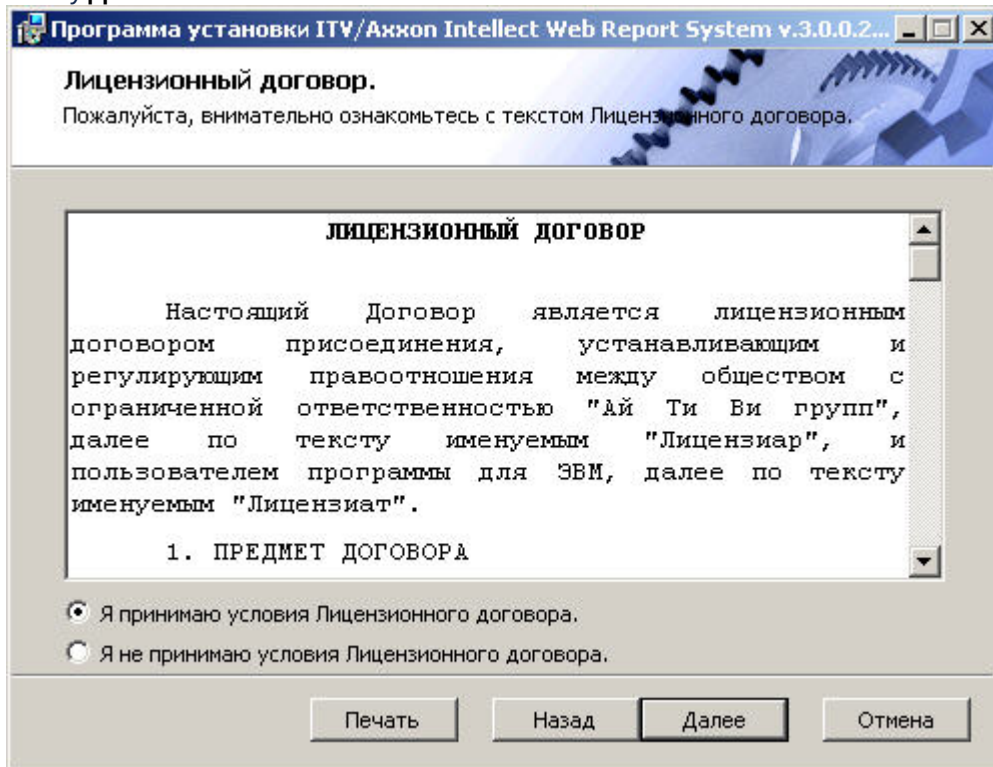 Программа установки ITV/Axxon Intellect Web Report System v.3.0.0.2...
Лицензионный договор.
Пожалуйста, внимательно ознакомьтесь с текстом Лицензионного договора.
ЛИЦЕНЗИОННЫЙ ДОГОВОР
Настоящий Договор является лицензионным
договором присоединения, устанавливающим и
регулирующим правоотношения между обществом с
ограниченной ответственностью "Ай Ти Ви групп",
далее по тексту именуемым "Лицензиар", и
пользователем программы для ЭВМ, далее по тексту
именуемым "Лицензиат".
1. ПРЕДМЕТ ДОГОВОРА
Я принимаю условия Лицензионного договора.
Я не принимаю условия Лицензионного договора.
Печать Назад Далее Отмена